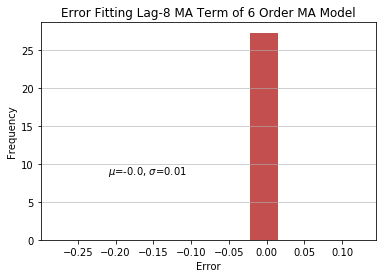 Error Fitting Lag-8 MA Term of 6 Order MA Model
Frequency
25
20
15
10
5
0
μ=-0.0, σ=0.01
−0.25 −0.20 −0.15 −0.10 −0.05 0.00 0.05 0.10
Error